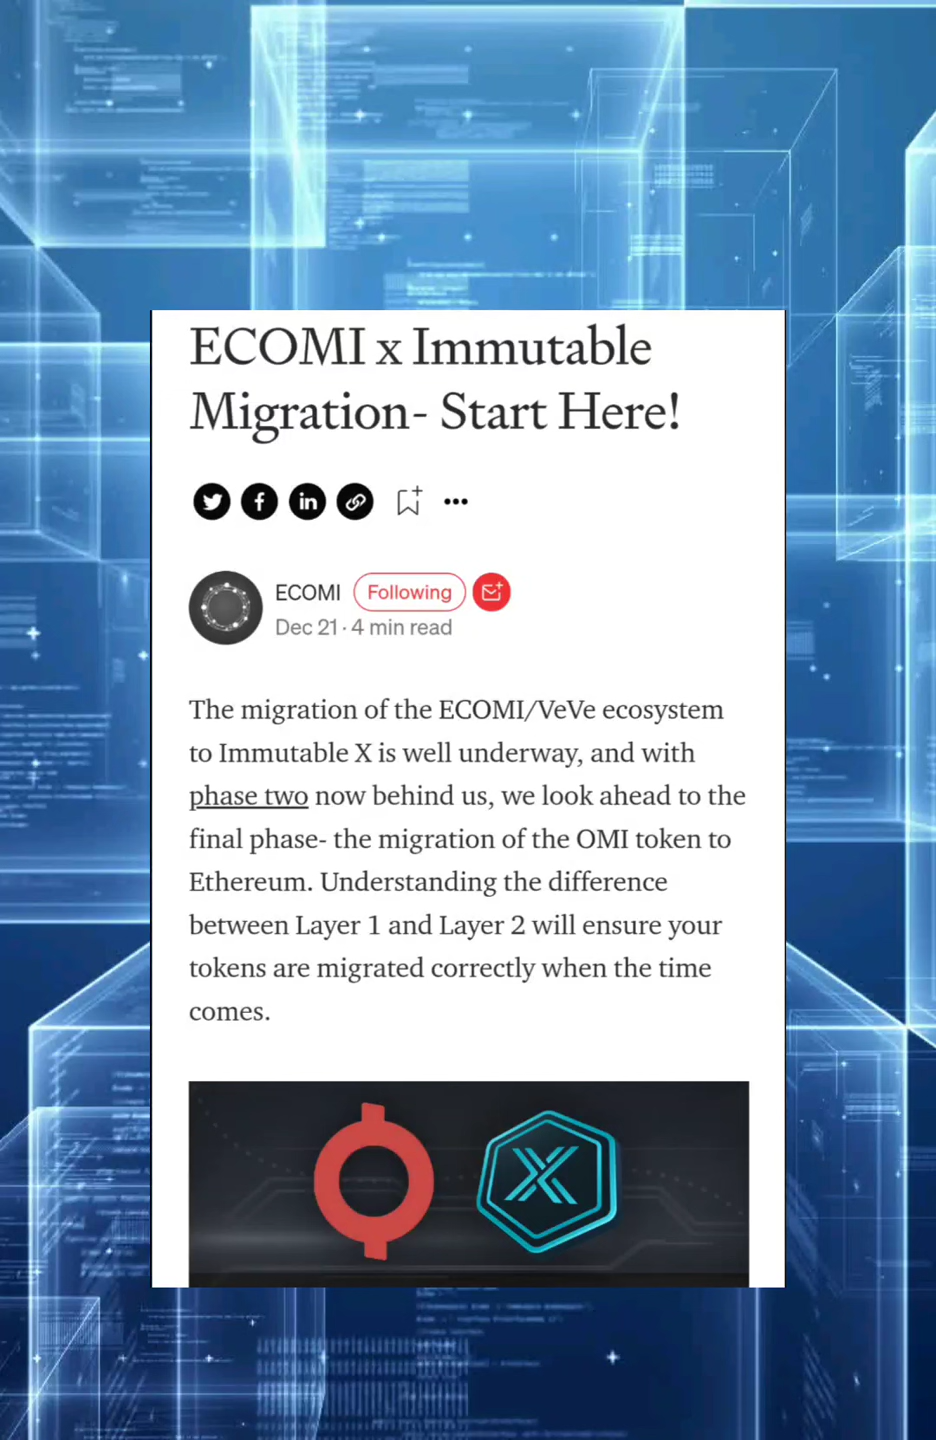 ECOMI x Immutable
Migration- Start Here!
ECOMI Following
Dec 21 · 4 min read
The migration of the ECOMI/VeVe ecosystem
to Immutable X is well underway, and with
phase two now behind us, we look ahead to the
final phase- the migration of the OMI token to
Ethereum. Understanding the difference
between Layer 1 and Layer 2 will ensure your
tokens are migrated correctly when the time
comes.